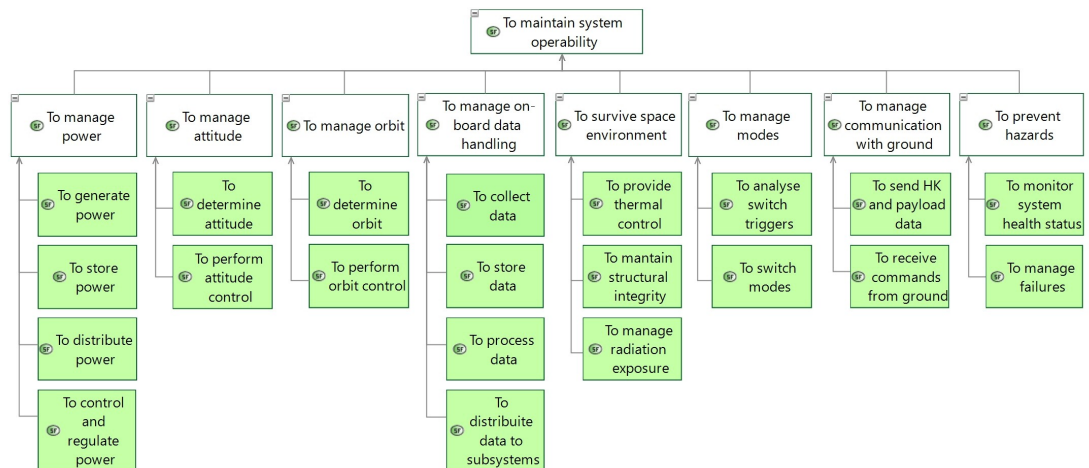 To maintain system
operability
To manage
power
To manage
attitude
To manage orbit
To manage on-
board data
handling
To survive space
environment
To manage
modes
To manage
communication
with ground
To prevent
hazards
To generate
power
To store
power
To distribute
power
To control
and
regulate
power
To
determine
attitude
To perform
attitude
control
To
determine
orbit
To perform
orbit control
To collect
data
To store
data
To process
data
To
distribuite
data to
subsystems
To provide
thermal
control
To mantain
structural
integrity
To manage
radiation
exposure
To analyse
switch
triggers
To switch
modes
To send HK
and payload
data
To receive
commands
from ground
To monitor
system
health status
To manage
failures